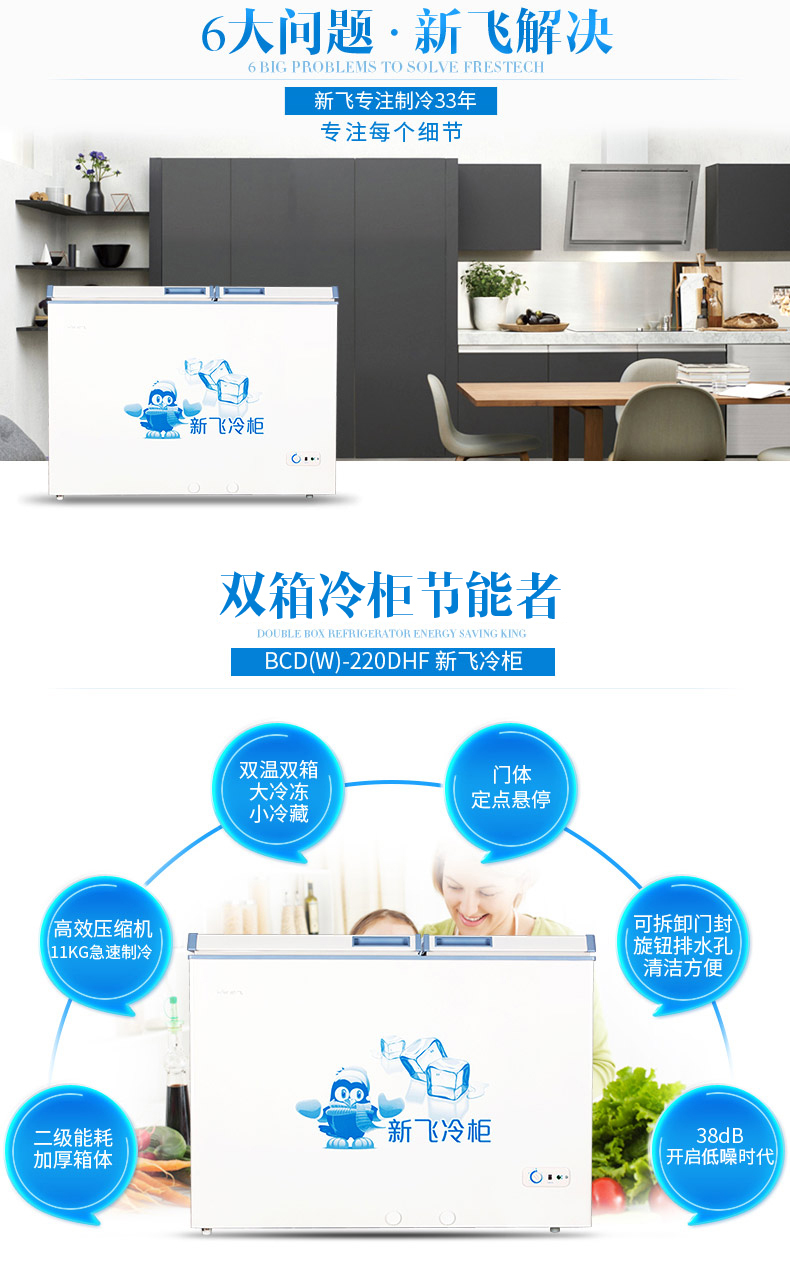 6大问题·新飞解决
6 BIG PROBLEMS TO SOLVE FRESTECH
新飞专注制冷33年
专注每个细节
新飞冷柜
双箱冷柜节能者
DOUBLE BOX REFRIGERATOR ENERGY SAVING KING
BCD(W)-220DHF 新飞冷柜
双温双箱
大冷冻
小冷藏
门体
定点悬停
高效压缩机
11KG急速制冷
可拆卸门封
旋钮排水孔
清洁方便
二级能耗
加厚箱体
38dB
开启低噪时代
新飞冷柜